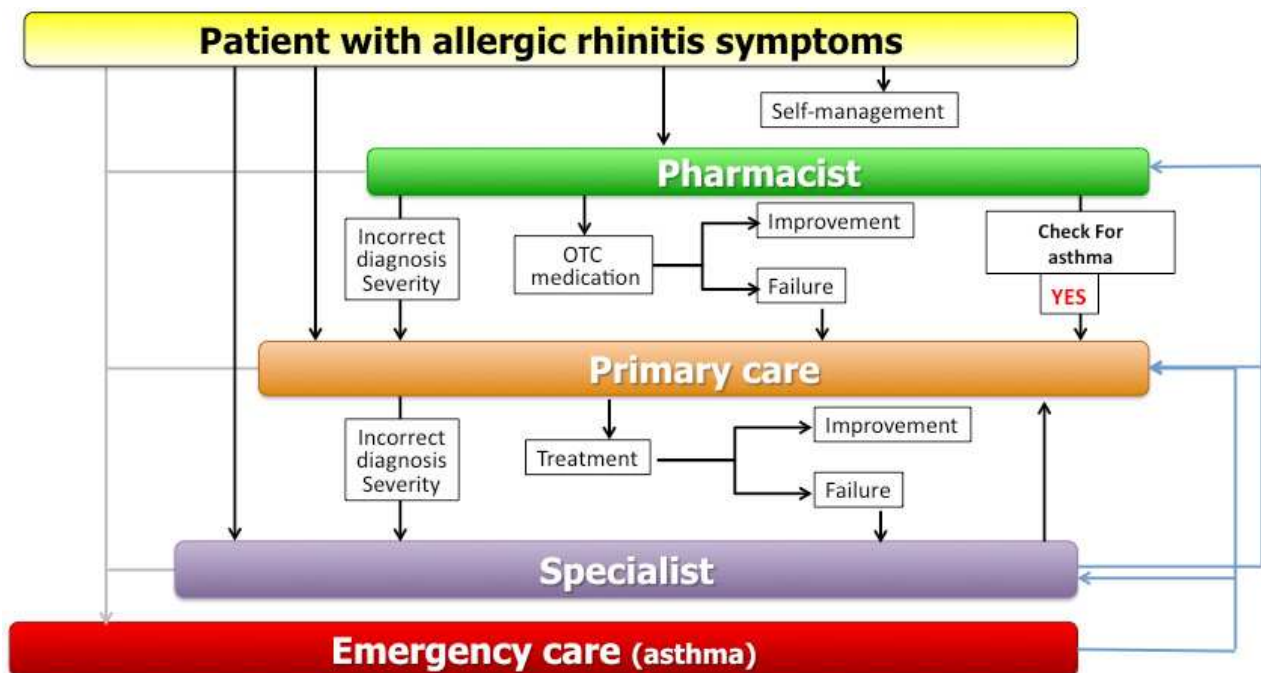 Patient with allergic rhinitis symptoms
Self-management
Pharmacist
Incorrect
diagnosis
Severity
OTC
medication
Improvement
Failure
Check For
asthma
YES
Primary care
Incorrect
diagnosis
Severity
Treatment
Improvement
Failure
Specialist
Emergency care (asthma)